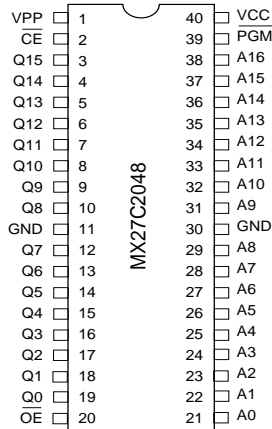 VPP 1 40 VCC
CE 2 39 PGM
Q15 3 38 A16
Q14 4 37 A15
Q13 5 36 A14
Q12 6 35 A13
Q11 7 34 A12
Q10 8 33 A11
Q9 9 32 A10
Q8 10 31 A9
GND 11 30 GND
Q7 12 29 A8
Q6 13 28 A7
Q5 14 27 A6
Q4 15 26 A5
Q3 16 25 A4
Q2 17 24 A3
Q1 18 23 A2
Q0 19 22 A1
OE 20 21 A0
MX27C2048